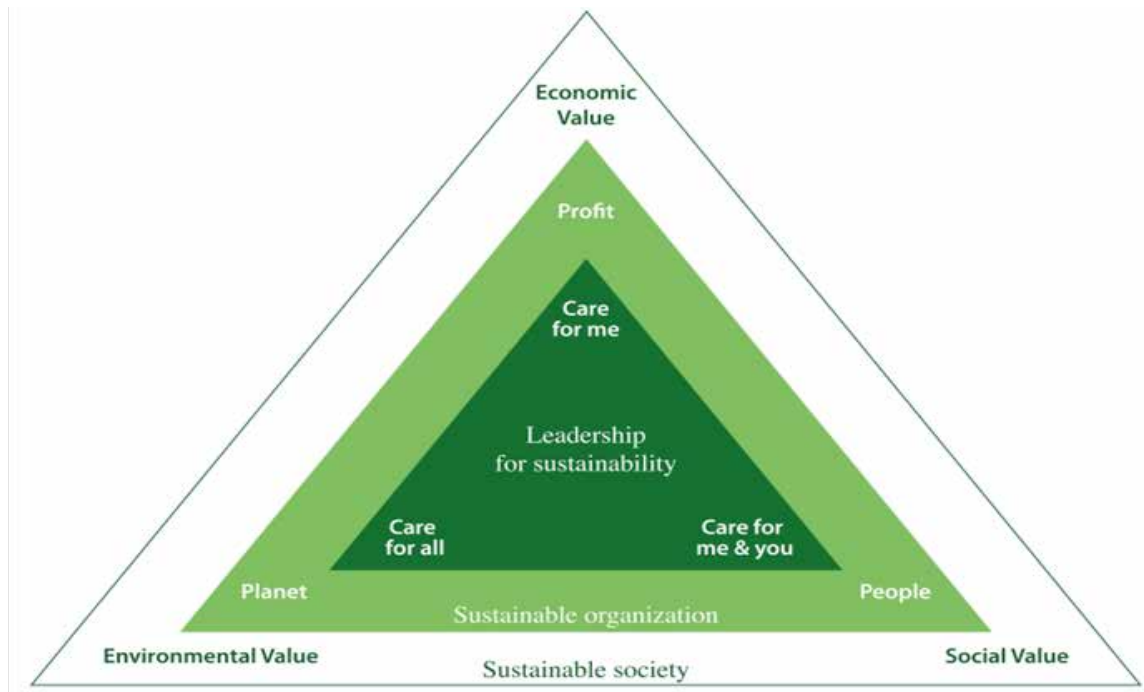 Economic
Value
Profit
Care
for me
Leadership
for sustainability
Care
for all
Care for
me & you
Planet
People
Sustainable organization
Environmental Value
Social Value
Sustainable society